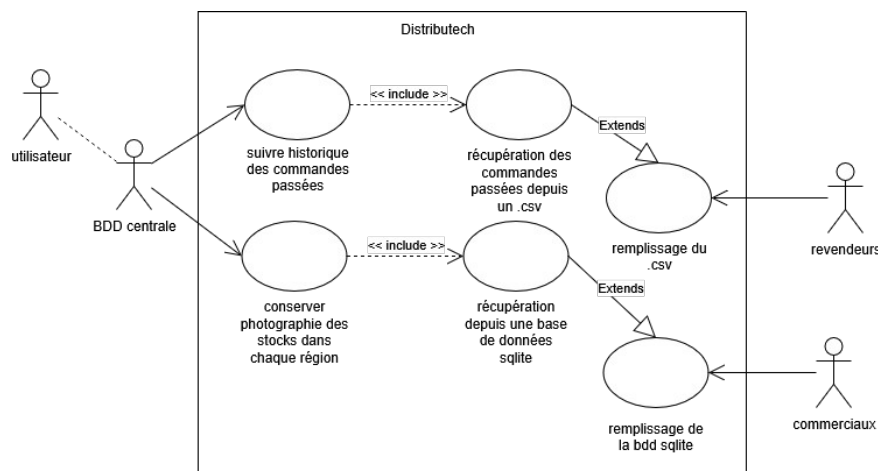 Distributech
utilisateur
BDD centrale
<< include >>
suivre historique
des commandes
passées
récupération des
commandes
passées depuis
un .csv
Extends
remplissage du
.csv
revendeurs
<< include >>
conserver
photographie des
stocks dans
chaque région
récupération
depuis une base
de données
sqlite
Extends
remplissage de
la bdd sqlite
commerciaux